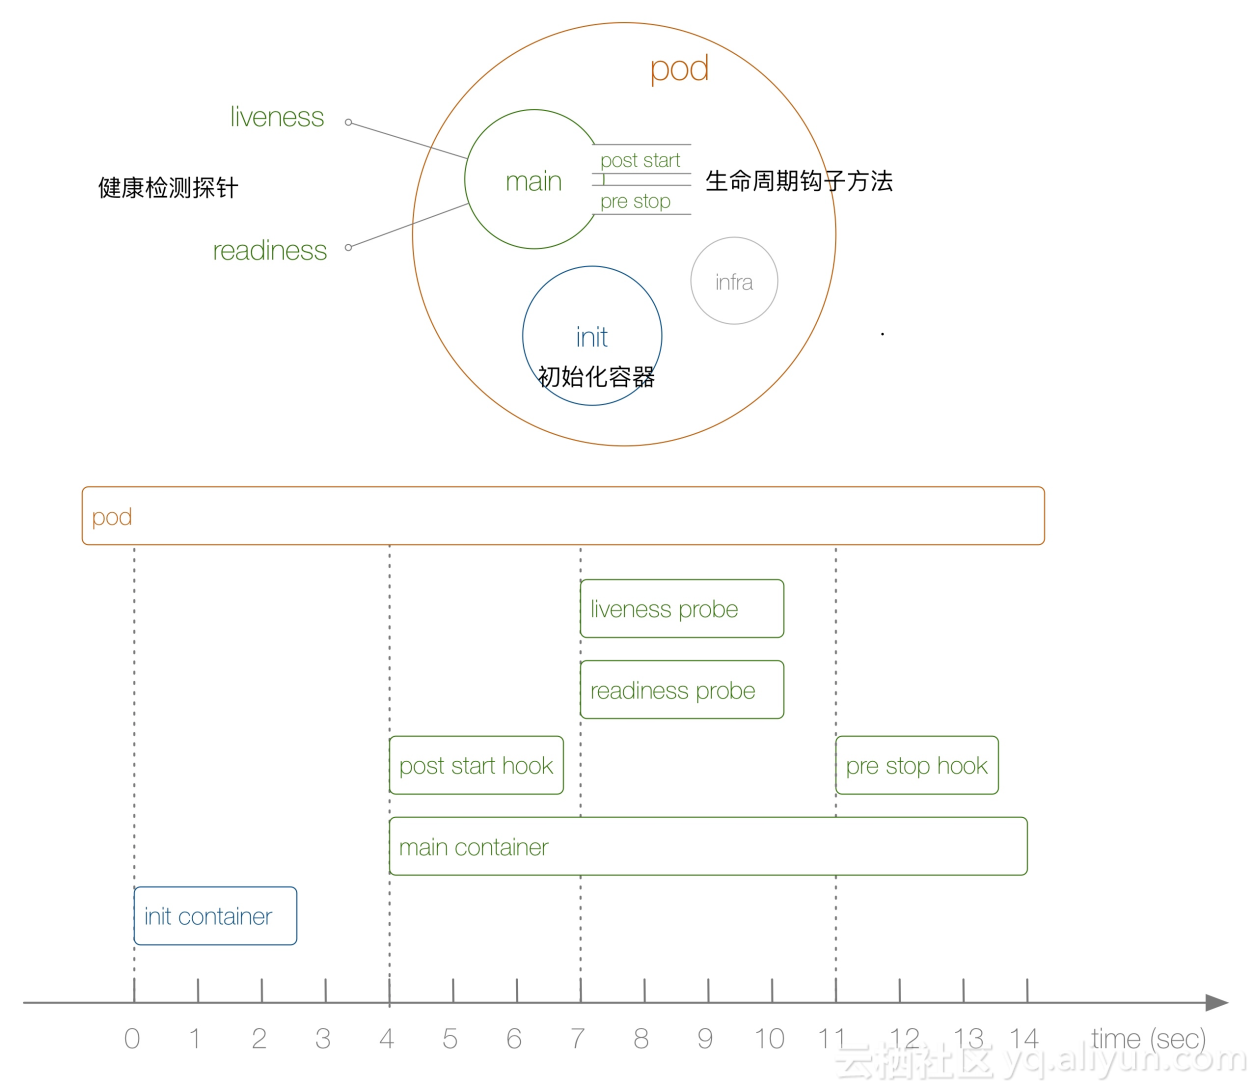 pod
liveness
post start
main
健康检测探针
生命周期钩子方法
pre stop
readiness
infra
init
初始化容器
pod
liveness probe
readiness probe
post start hook
pre stop hook
main container
init container
0 1 2 3 4 5 6 7 8 9 10 11 12 13 14 time (sec)
云栖社区 yq.aliyun.com